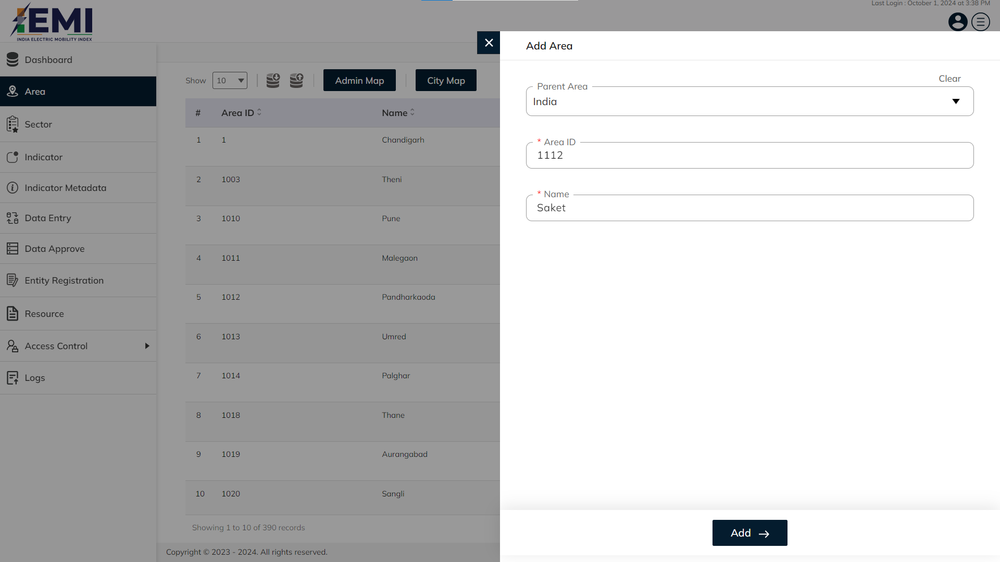 Last Login : October 1, 2024 at 3:38 PM
EMI
INDIA ELECTRIC MOBILITY INDEX
Dashboard
Area
Sector
Indicator
Indicator Metadata
Data Entry
Data Approve
Entity Registration
Resource
Access Control
Logs
Show 10 Admin Map City Map
# Area ID Name
1 1 Chandigarh
2 1003 Theni
3 1010 Pune
4 1011 Malegaon
5 1012 Pandharkaoda
6 1013 Umred
7 1014 Palghar
8 1018 Thane
9 1019 Aurangabad
10 1020 Sangli
Showing 1 to 10 of 390 records
Copyright © 2023 - 2024. All rights reserved.
Add Area
Clear
Parent Area
India
* Area ID
1112
* Name
Saket
Add